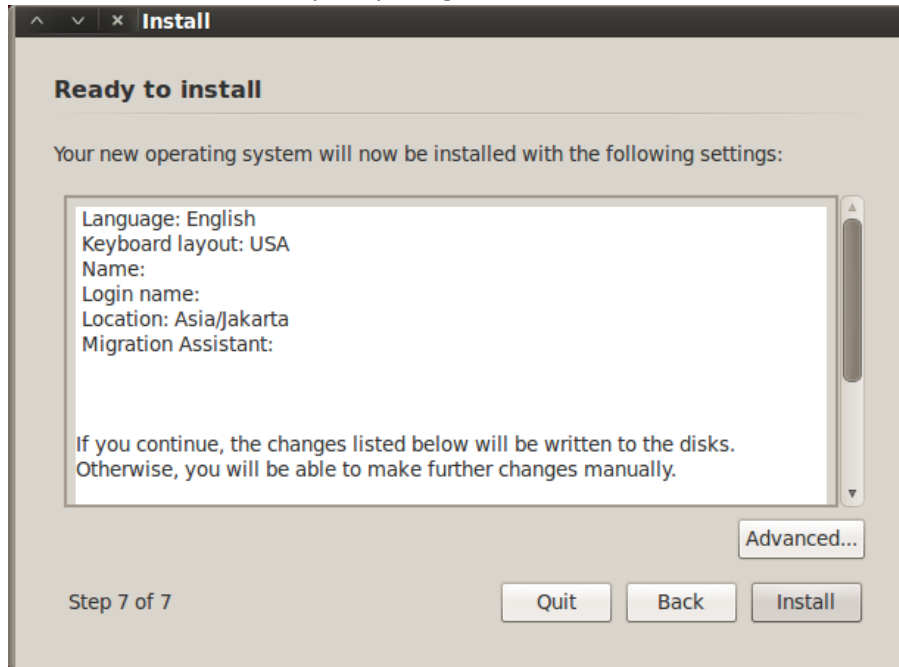 Install
Ready to install
Your new operating system will now be installed with the following settings:
Language: English
Keyboard layout: USA
Name:
Login name:
Location: Asia/Jakarta
Migration Assistant:
If you continue, the changes listed below will be written to the disks.
Otherwise, you will be able to make further changes manually.
Advanced...
Step 7 of 7
Quit
Back
Install